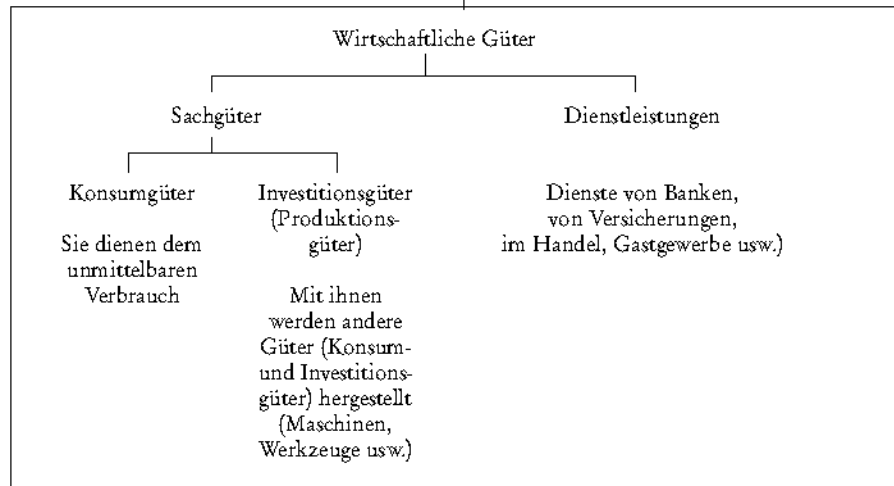 Wirtschaftliche Güter
Sachgüter
Dienstleistungen
Konsumgüter
Sie dienen dem
unmittelbaren
Verbrauch
Investitionsgüter
(Produktions-
güter)
Mit ihnen
werden andere
Güter (Konsum-
und Investitions-
güter) hergestellt
(Maschinen,
Werkzeuge usw.)
Dienste von Banken,
von Versicherungen,
im Handel, Gastgewerbe usw.)